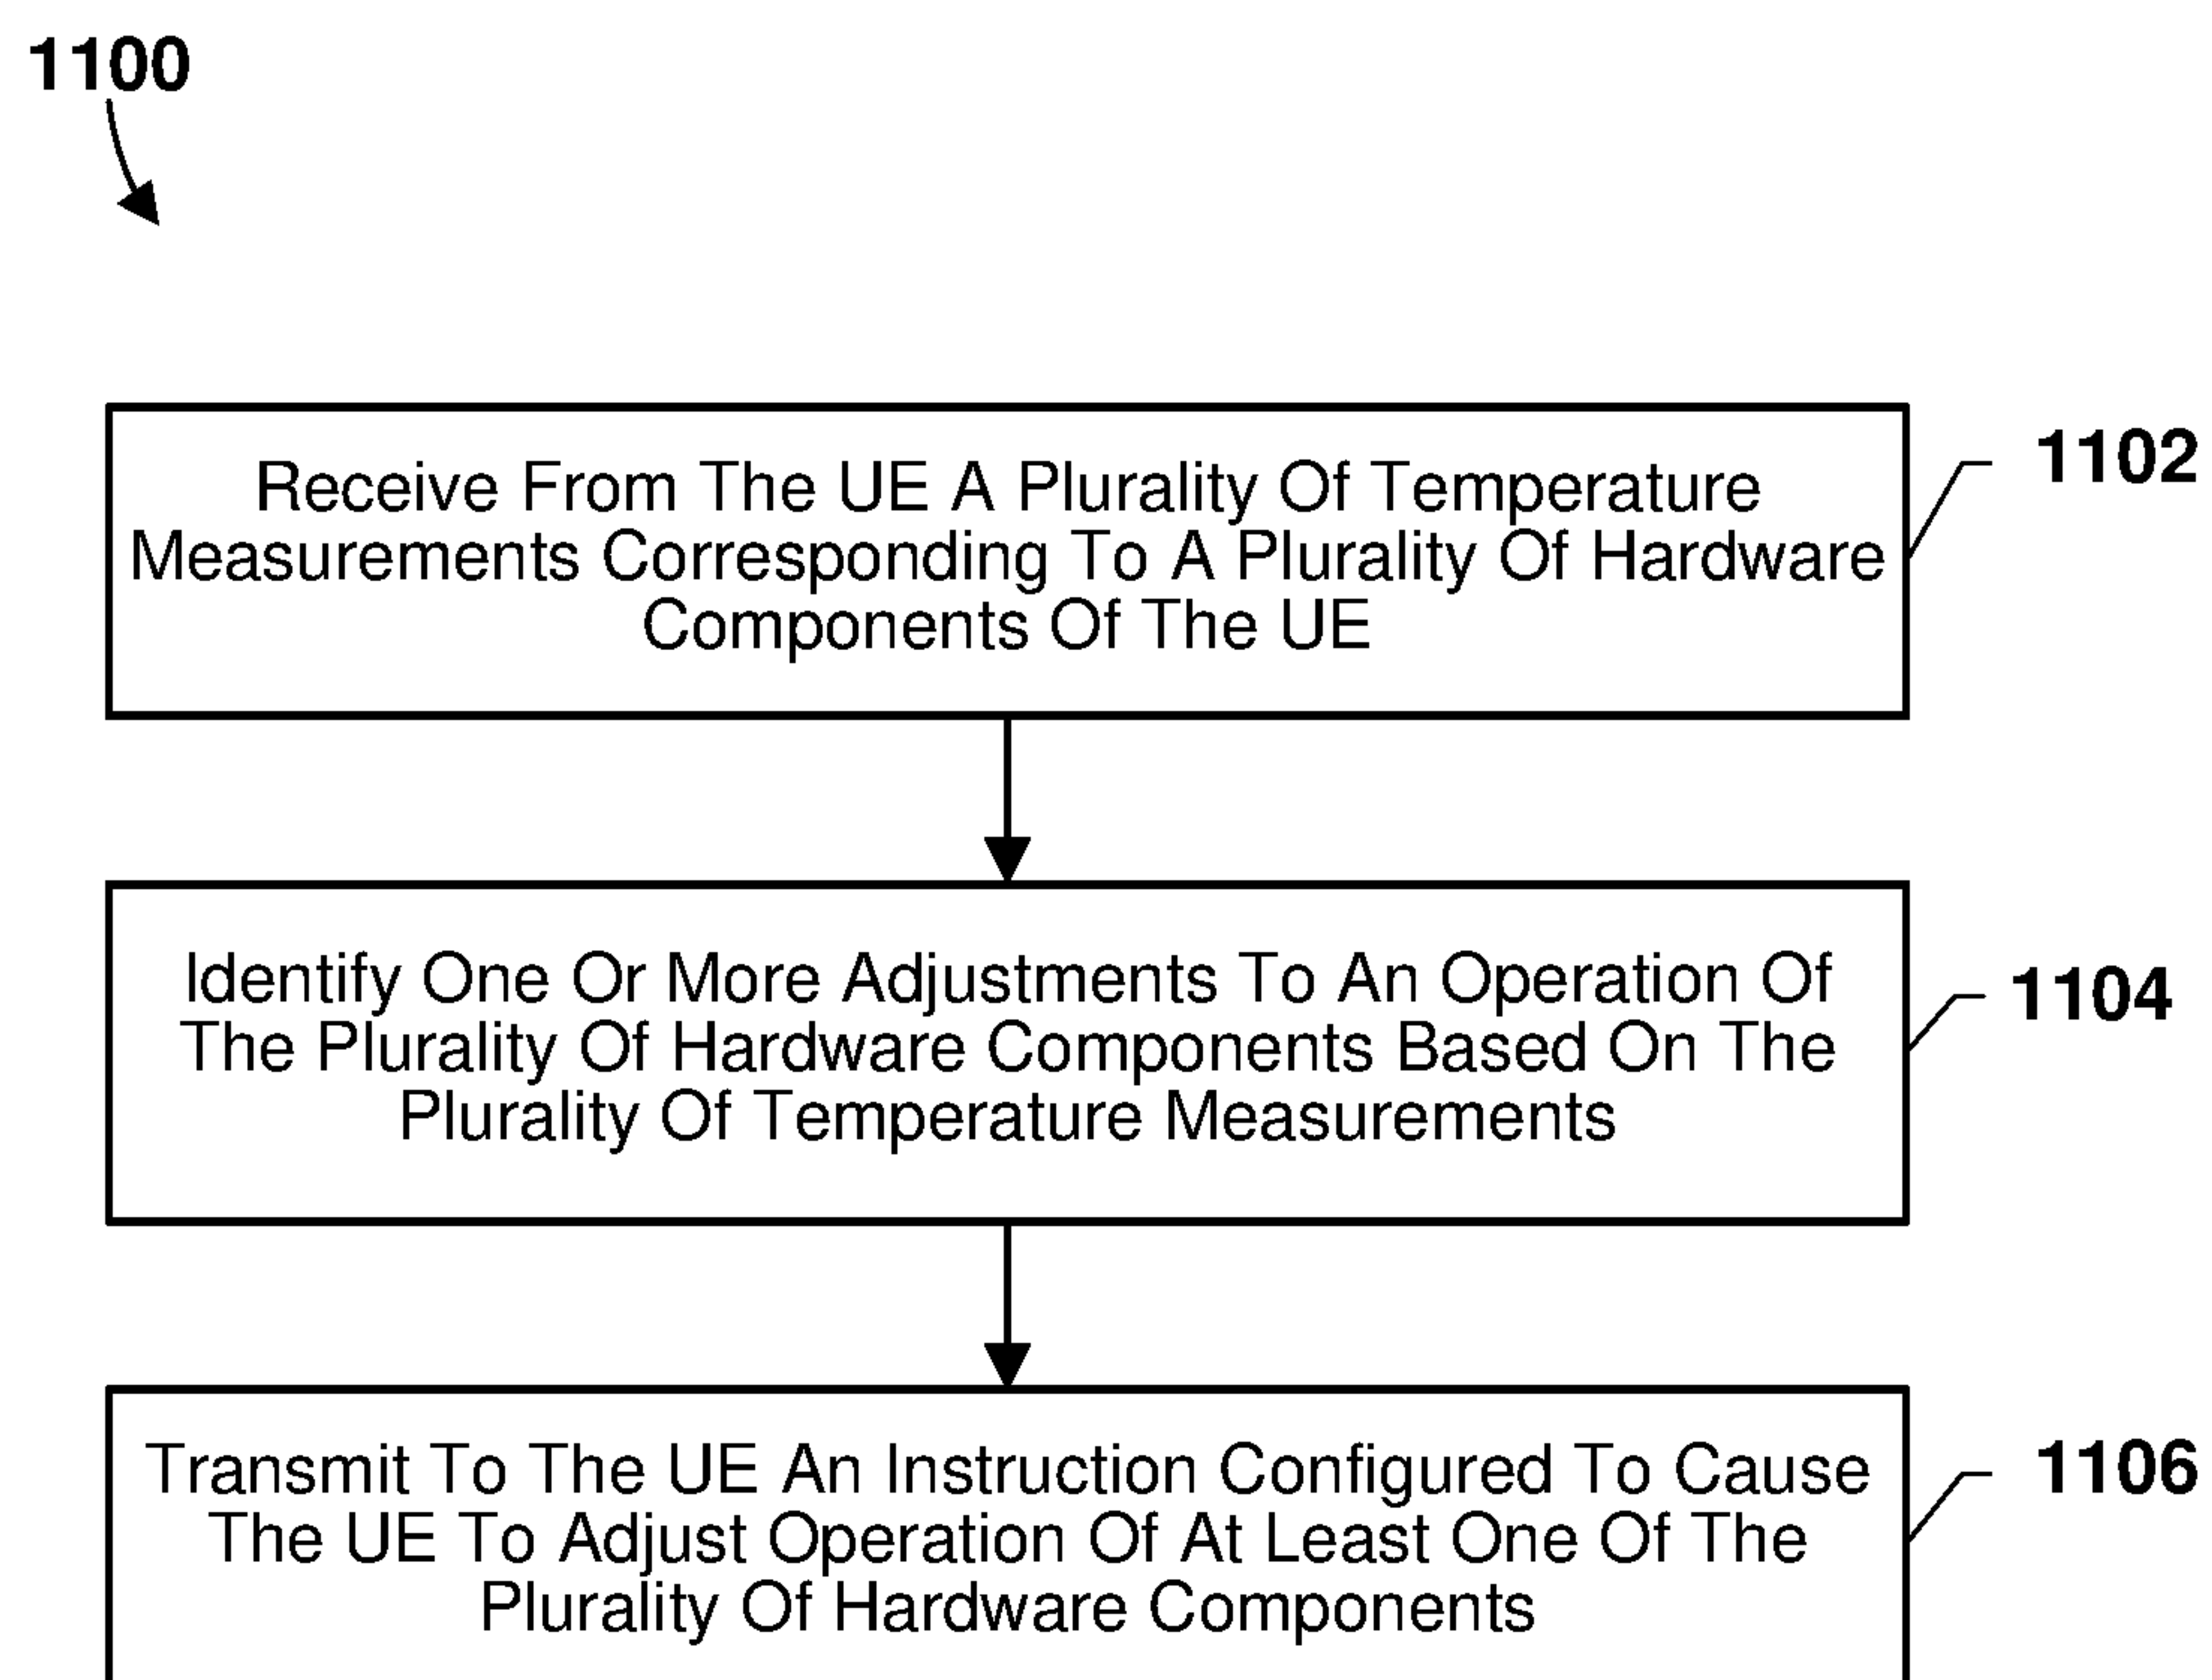 1100
Receive From The UE A Plurality Of Temperature
Measurements Corresponding To A Plurality Of Hardware
Components Of The UE
1102
Identify One Or More Adjustments To An Operation Of
The Plurality Of Hardware Components Based On The
Plurality Of Temperature Measurements
1104
Transmit To The UE An Instruction Configured To Cause
The UE To Adjust Operation Of At Least One Of The
Plurality Of Hardware Components
1106